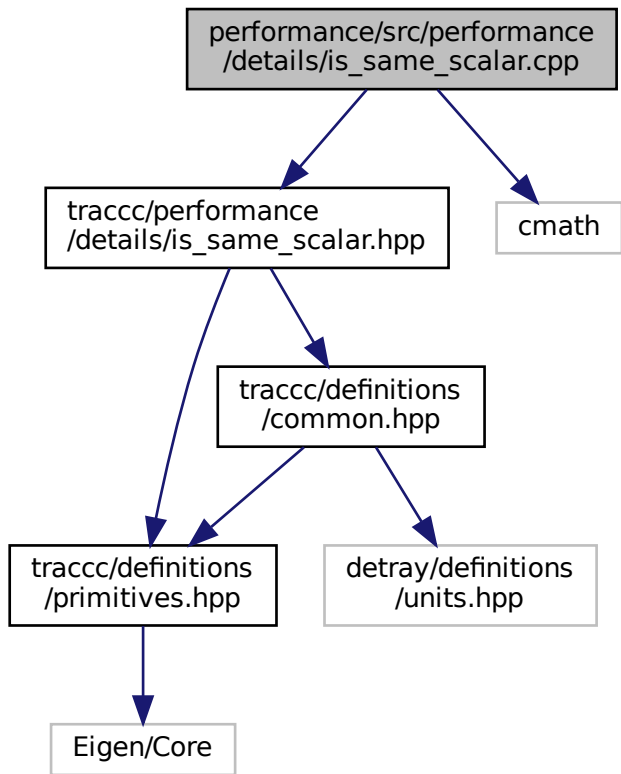 performance/src/performance
/details/is_same_scalar.cpp
traccc/performance
/details/is_same_scalar.hpp
cmath
traccc/definitions
/common.hpp
traccc/definitions
/primitives.hpp
detray/definitions
/units.hpp
Eigen/Core